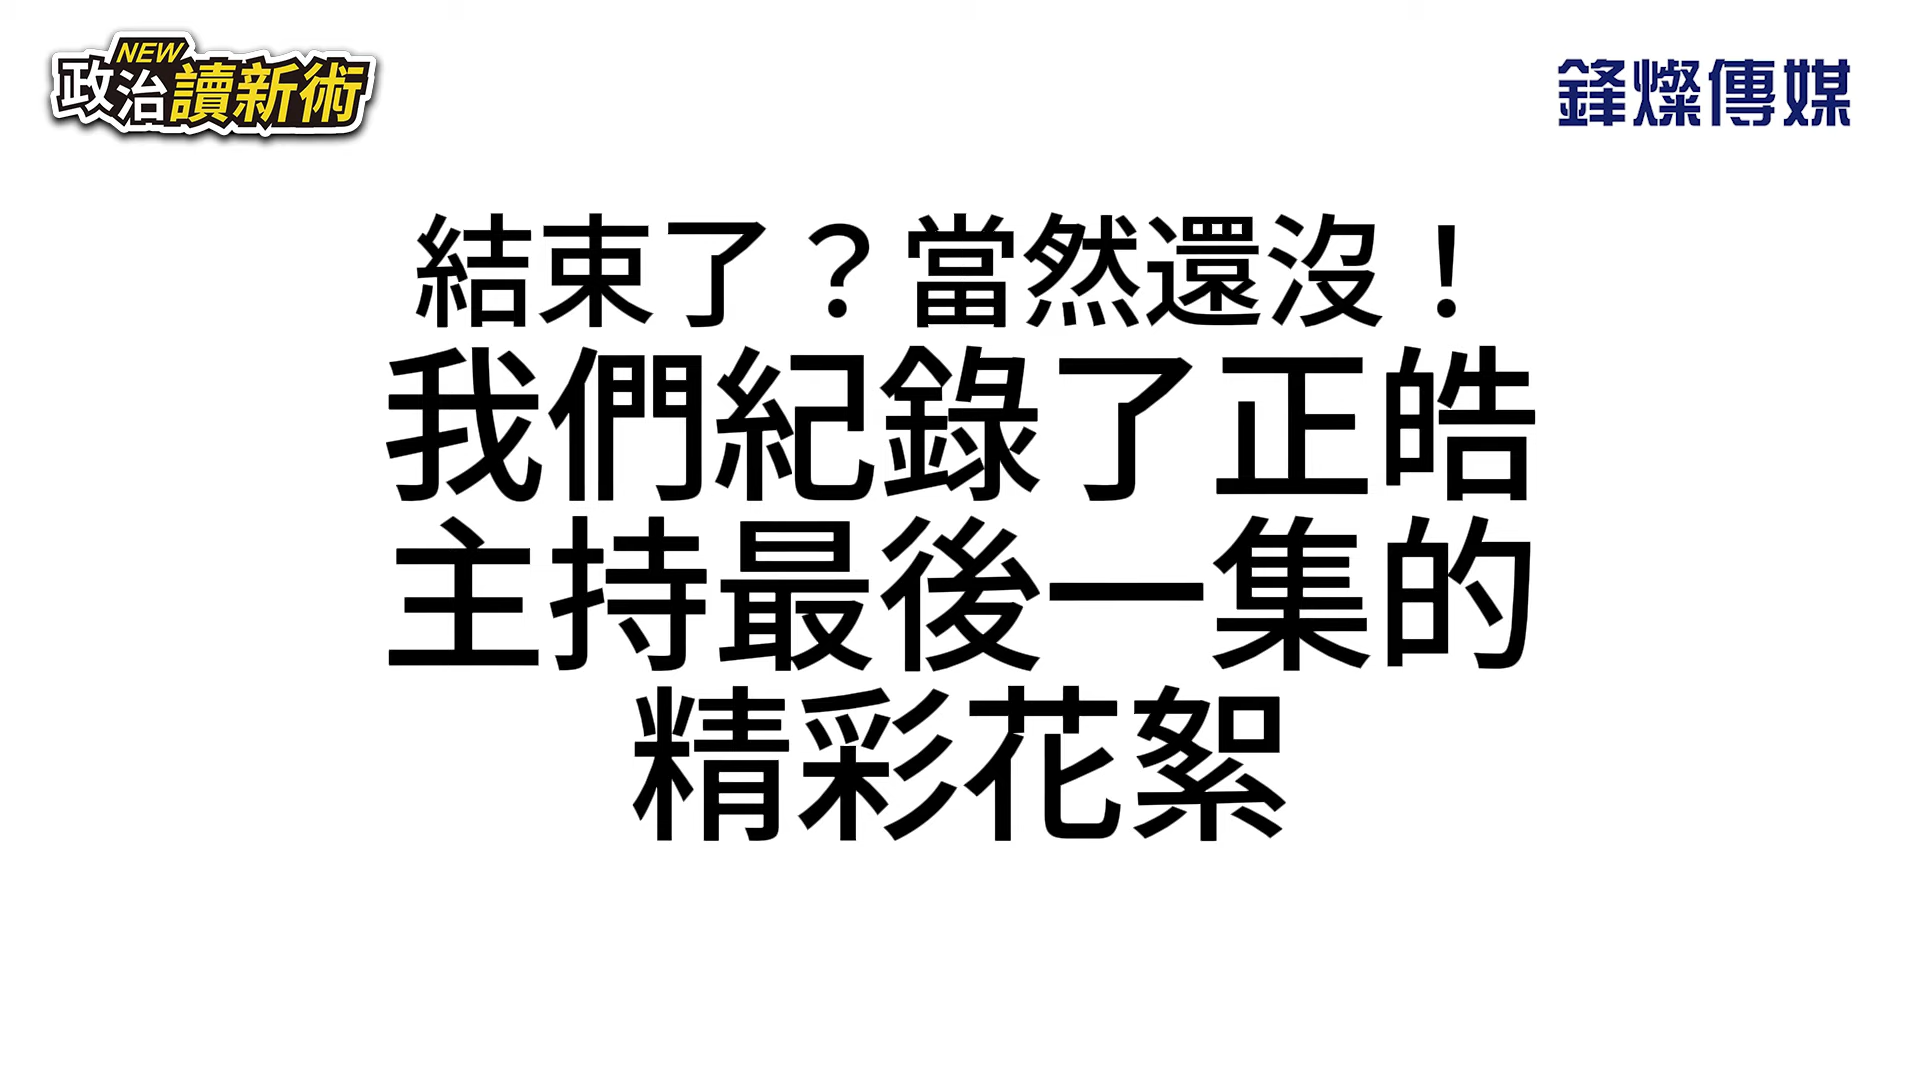 NEW
政治讀新術
鋒燦傳媒
結束了？當然還沒！
我們紀錄了正皓
主持最後一集的
精彩花絮